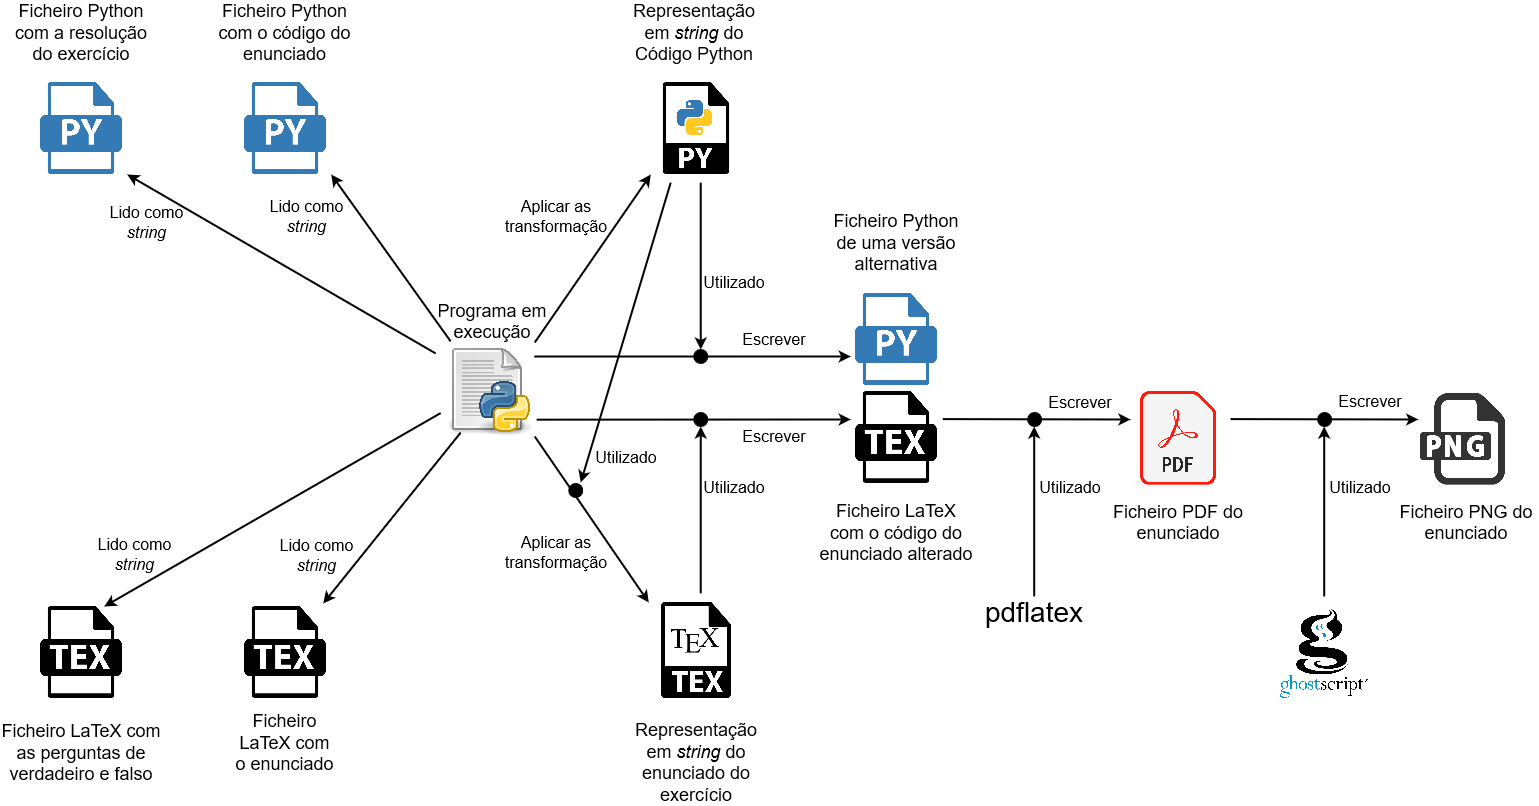 Ficheiro Python
com a resolução
do exercício
Ficheiro Python
com o código do
enunciado
Representação
em string do
Código Python
PY
PY
PY
Lido como
string
Lido como
string
Aplicar as
transformação
Ficheiro Python
de uma versão
alternativa
Utilizado
Programa em
execução
Escrever
PY
Escrever
TEX
Escrever
PDF
Escrever
PNG
Utilizado
Utilizado
Utilizado
Utilizado
Ficheiro LaTeX
com o código do
enunciado alterado
Ficheiro PDF do
enunciado
Ficheiro PNG do
enunciado
Lido como
string
Lido como
string
Aplicar as
transformação
pdflatex
ghostscript
TEX
TEX
TEX
TEX
Ficheiro LaTeX com
as perguntas de
verdadeiro e falso
Ficheiro
LaTeX com
o enunciado
Representação
em string do
enunciado do
exercício